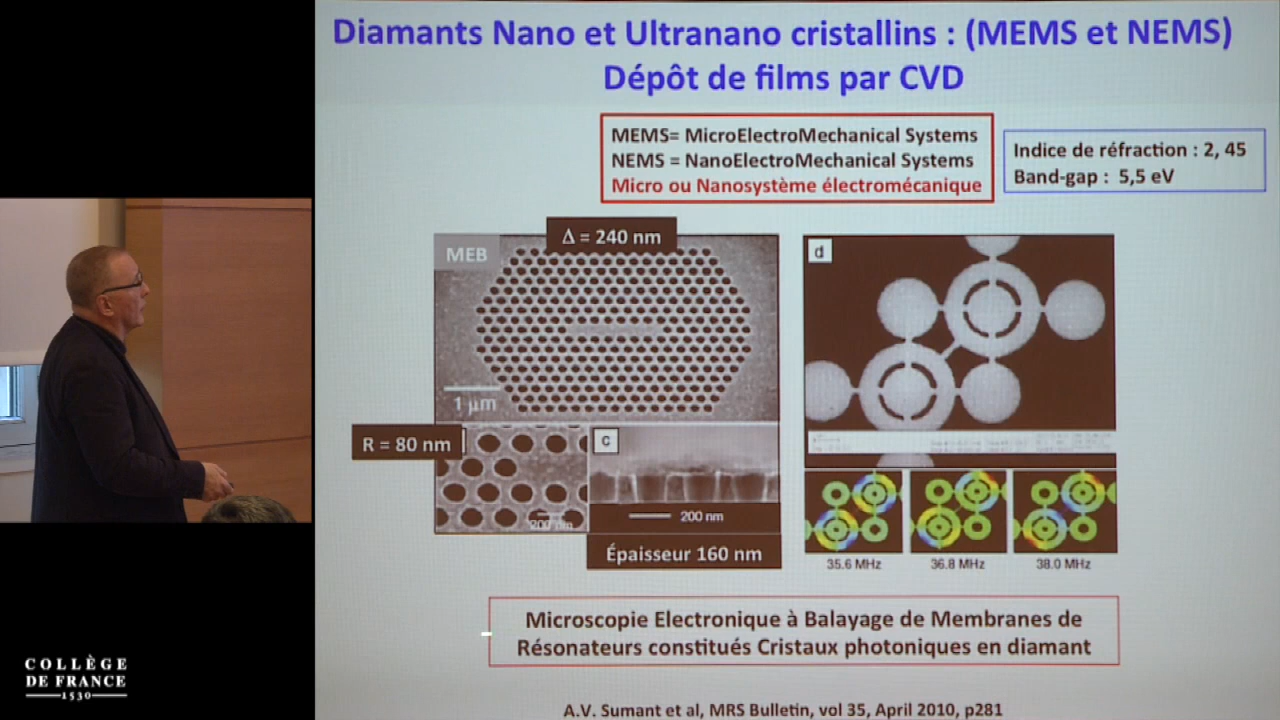 Diamants Nano et Ultranano cristallins : (MEMS et NEMS)
Dépôt de films par CVD
MEMS= MicroElectroMechanical Systems
NEMS = NanoElectroMechanical Systems
Micro ou Nanosystème électromécanique
Indice de réfraction : 2, 45
Band-gap : 5,5 eV
MEB
Δ = 240 nm
1 µm
d
R = 80 nm
c
200 nm
200 nm
Épaisseur 160 nm
35.6 MHz
36.8 MHz
38.0 MHz
Microscopie Electronique à Balayage de Membranes de
Résonateurs constitués Cristaux photoniques en diamant
A.V. Sumant et al, MRS Bulletin, vol 35, April 2010, p281
COLLÈGE
DE FRANCE
1530